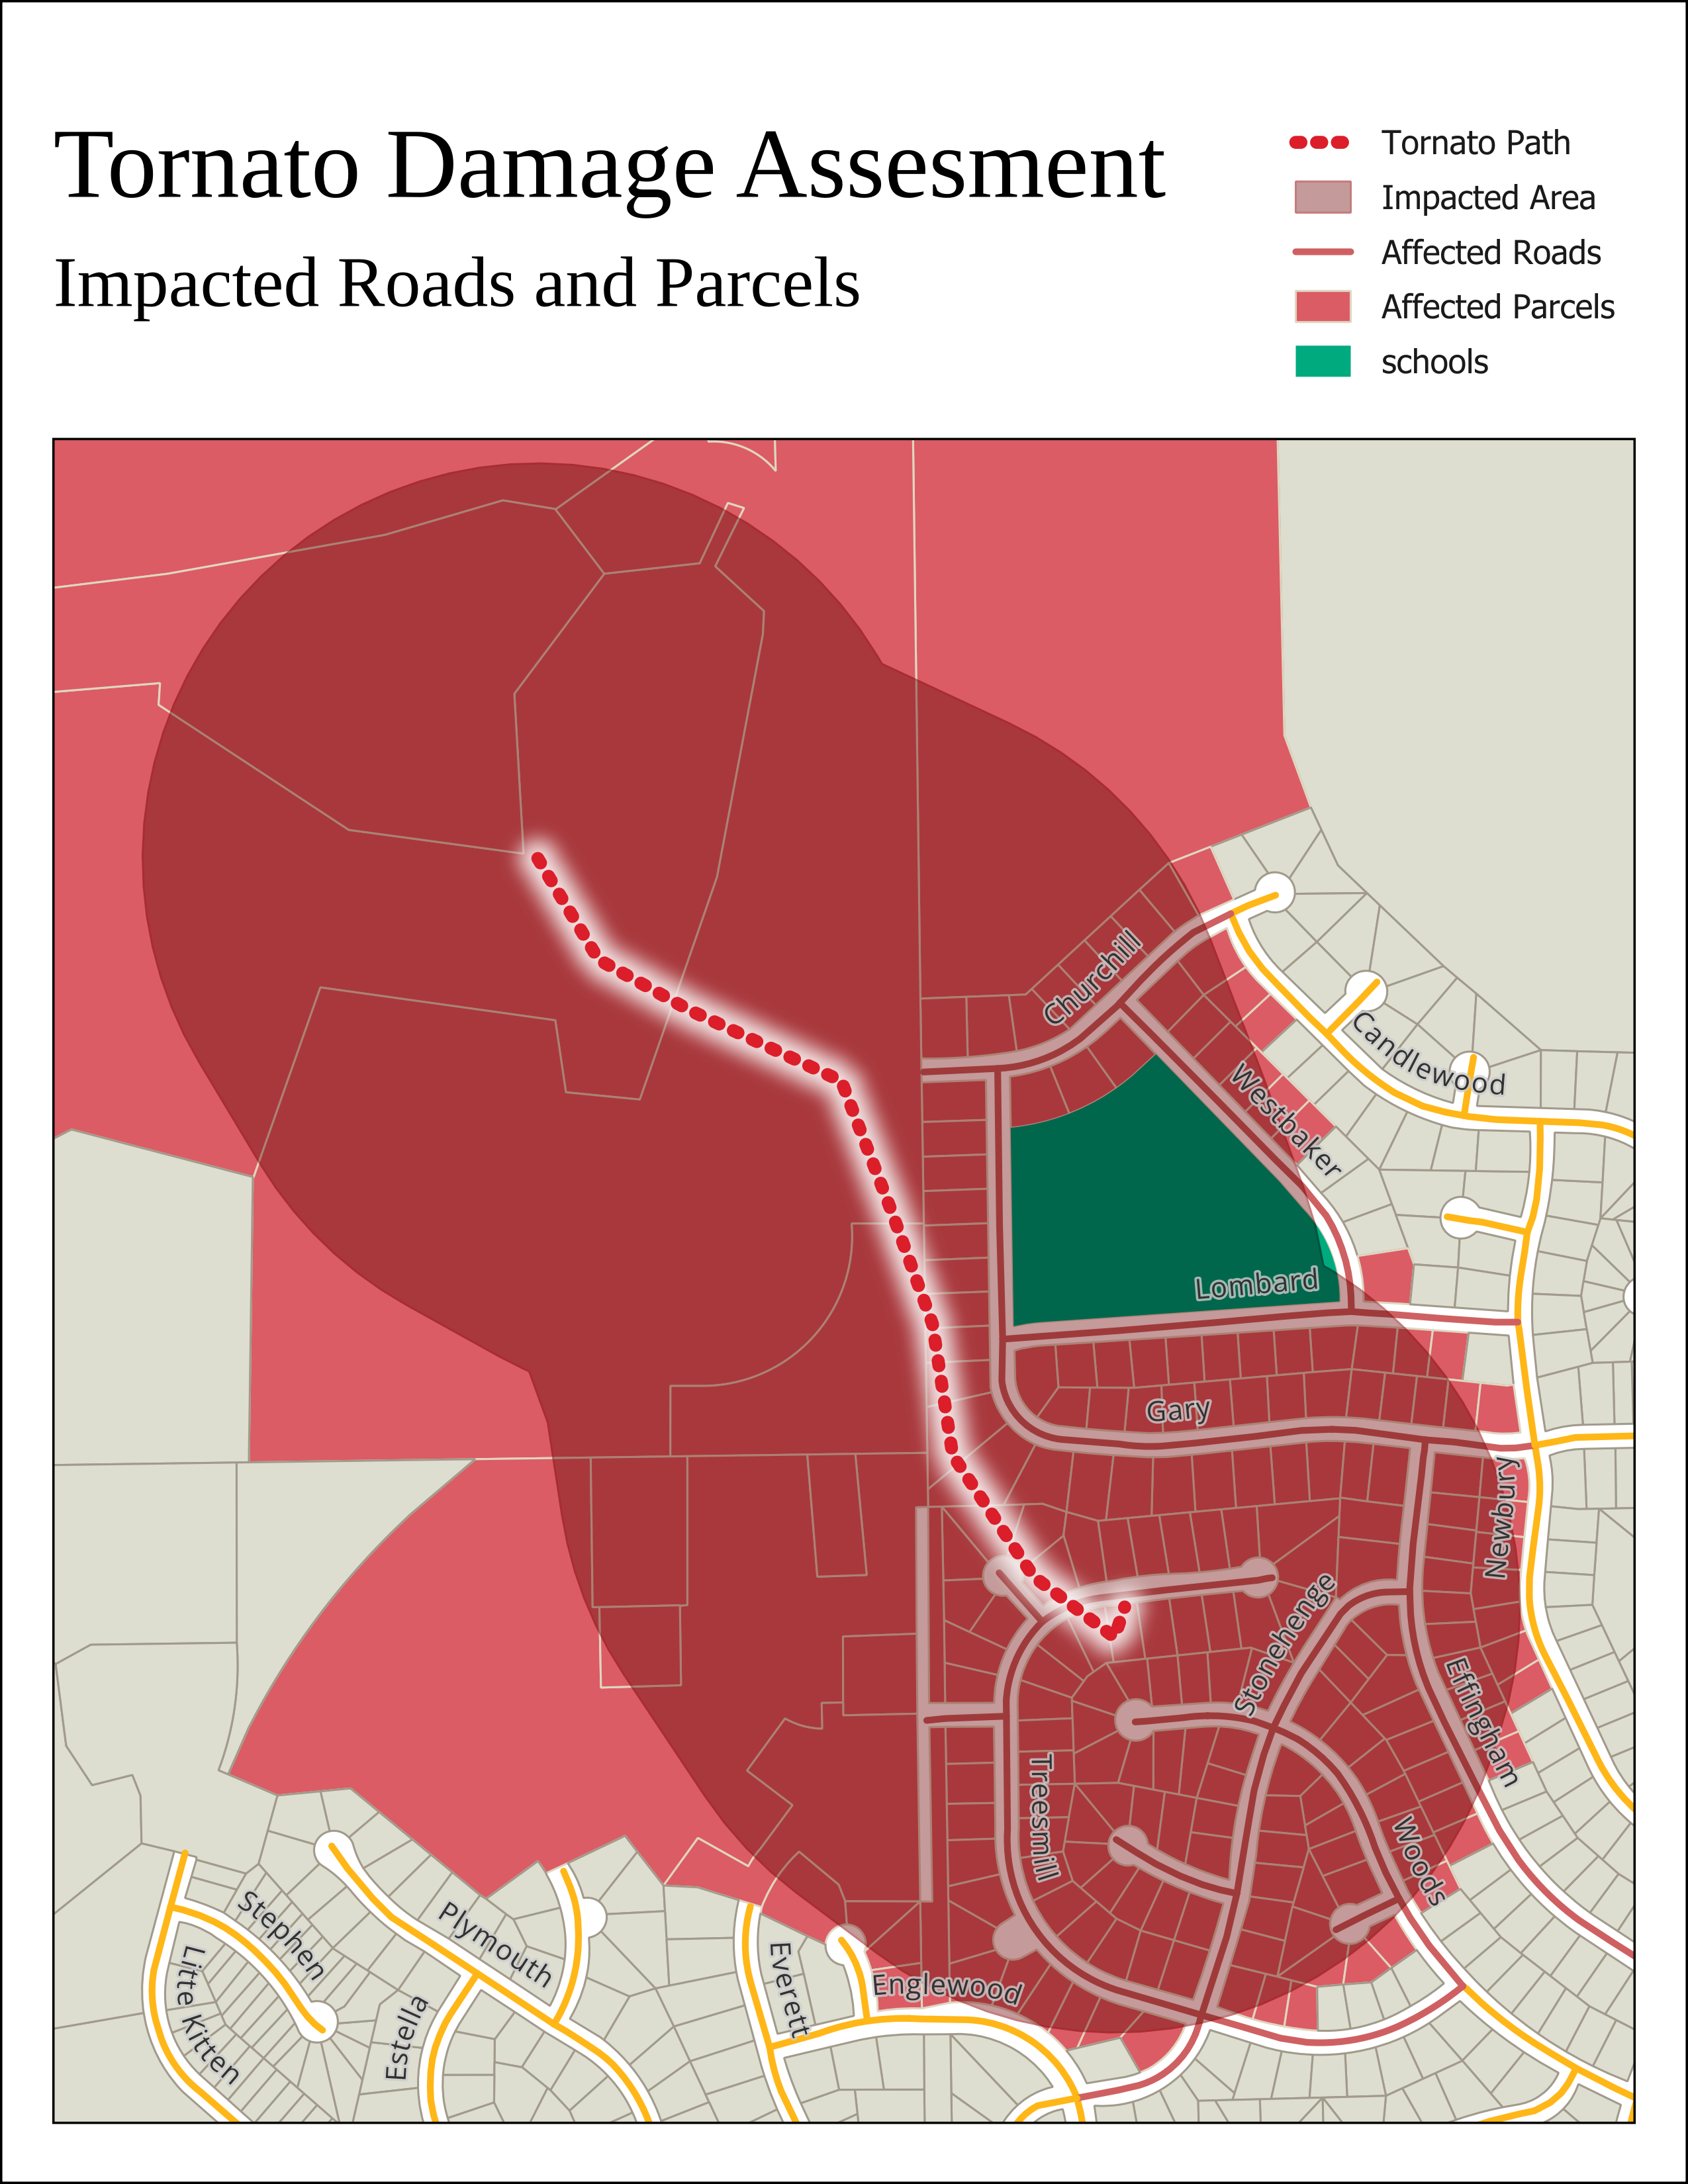 Tornato Damage Assesment
Impacted Roads and Parcels
Tornato Path
Impacted Area
Affected Roads
Affected Parcels
schools
Churchill
Candlewood
Westbaker
Lombard
Gary
Newbury
Stonehenge
Effingham
Treesmill
Woods
Stephen
Plymouth
Little Kitten
Estella
Everett
Englewood